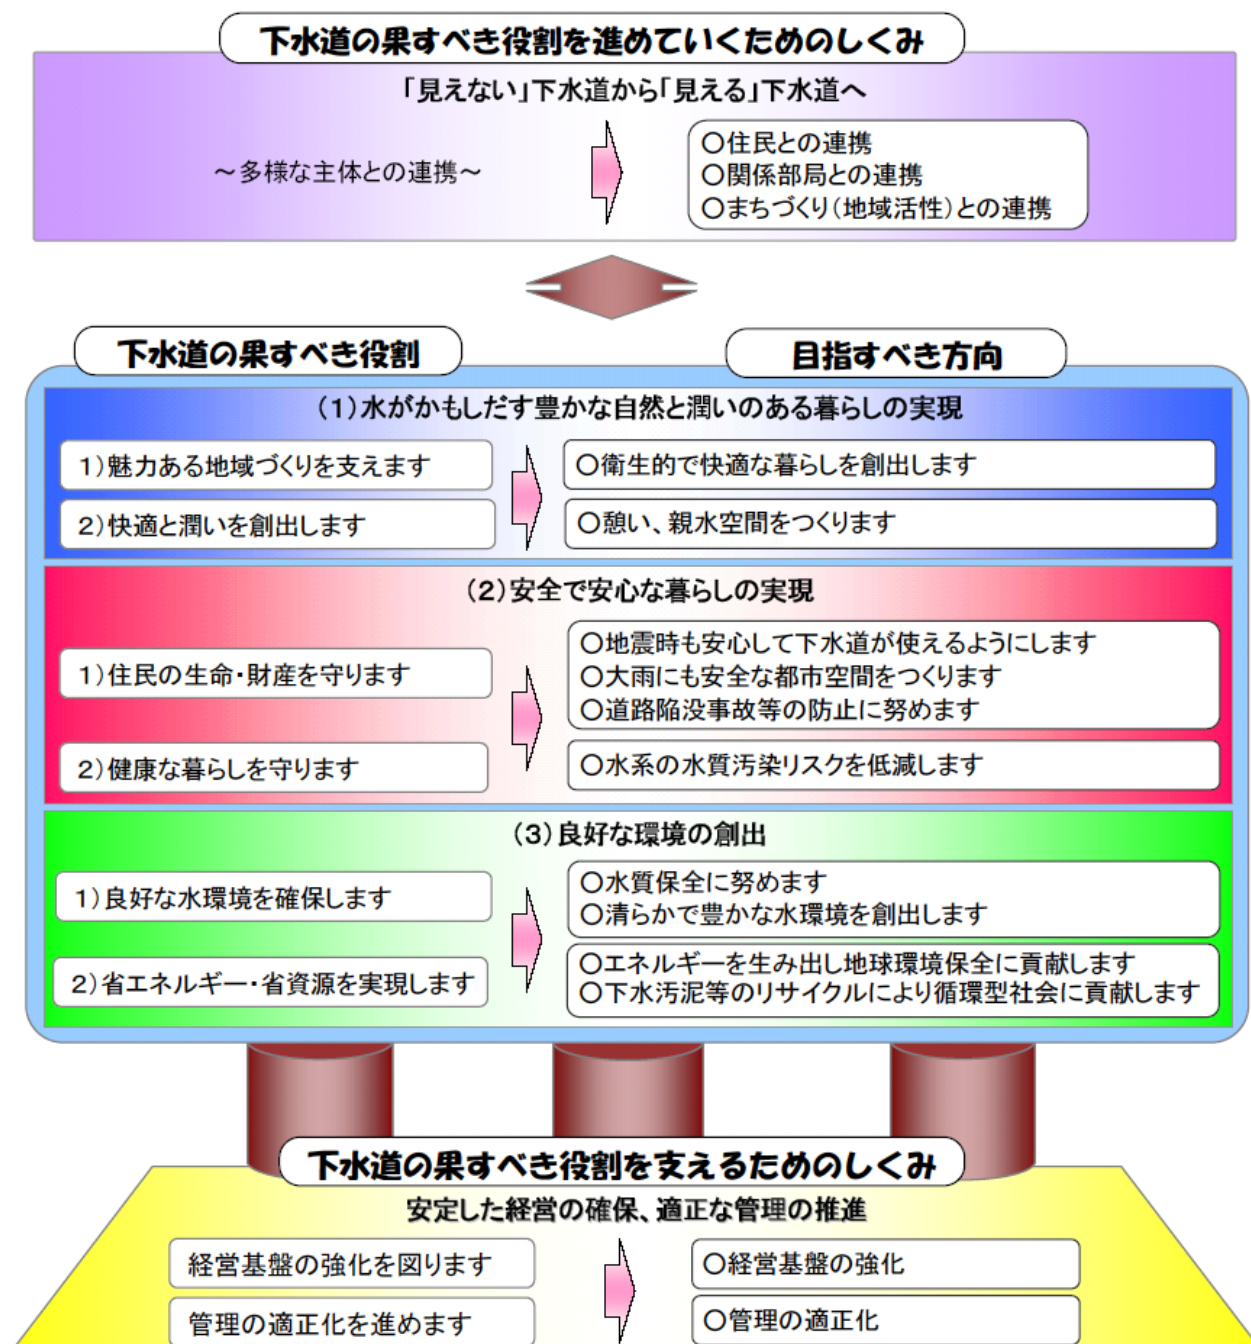 下水道の果すべき役割を進めていくためのしくみ
「見えない」下水道から「見える」下水道へ
～多様な主体との連携～
〇住民との連携
〇関係部局との連携
〇まちづくり（地域活性）との連携
下水道の果すべき役割
目指すべき方向
（１）水がかもしだす豊かな自然と潤いのある暮らしの実現
１）魅力ある地域づくりを支えます
〇衛生的で快適な暮らしを創出します
２）快適と潤いを創出します
〇憩い、親水空間をつくります
（２）安全で安心な暮らしの実現
１）住民の生命・財産を守ります
〇地震時も安心して下水道が使えるようにします
〇大雨にも安全な都市空間をつくります
〇道路陥没事故等の防止に努めます
２）健康な暮らしを守ります
〇水系の水質汚染リスクを低減します
（３）良好な環境の創出
１）良好な水環境を確保します
〇水質保全に努めます
〇清らかで豊かな水環境を創出します
２）省エネルギー・省資源を実現します
〇エネルギーを生み出し地球環境保全に貢献します
〇下水汚泥等のリサイクルにより循環型社会に貢献します
下水道の果すべき役割を支えるためのしくみ
安定した経営の確保、適正な管理の推進
経営基盤の強化を図ります
〇経営基盤の強化
管理の適正化を進めます
〇管理の適正化